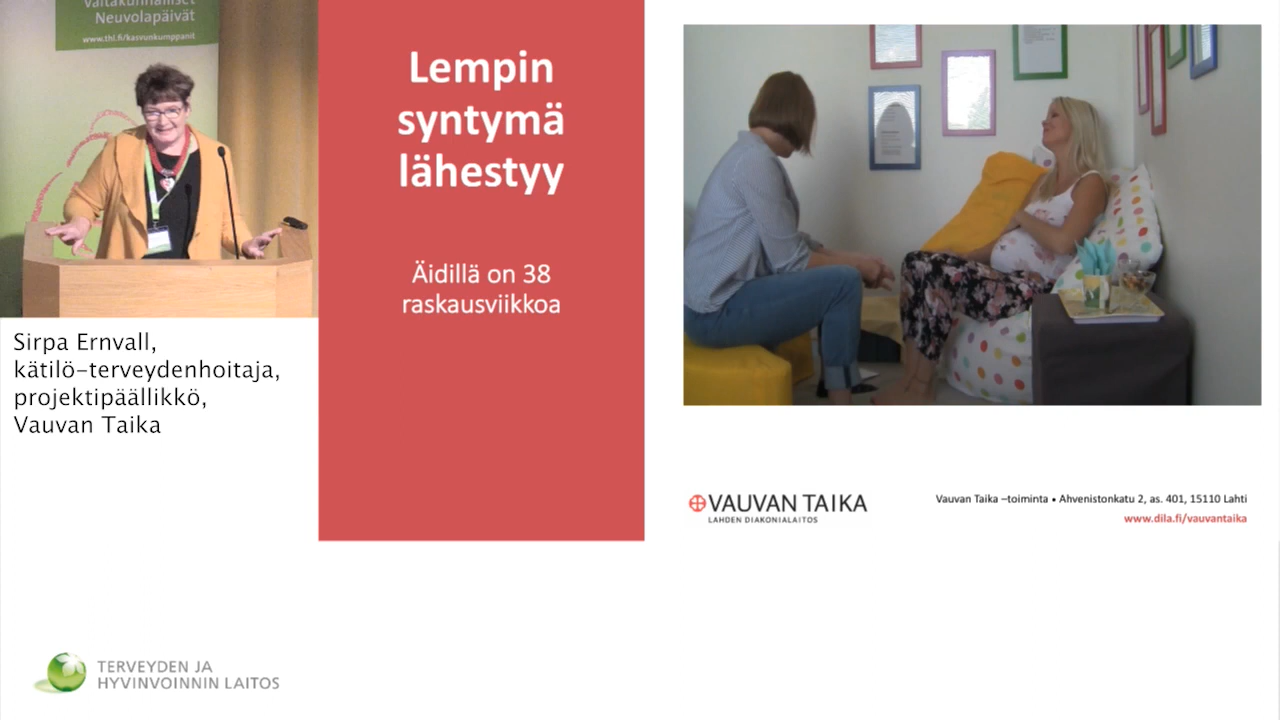 Valtakunnalliset
Neuvolapäivät
www.thl.fi/kasvunkumppanit
Sirpa Ernvall,
kätilö-terveydenhoitaja,
projektipäällikkö,
Vauvan Taika
Lempin
syntymä
lähestyy
Äidillä on 38
raskausviikkoa
VAUVAN TAIKA
LAHDEN DIAKONIALAITOS
Vauvan Taika –toiminta • Ahvenistonkatu 2, as. 401, 15110 Lahti
www.dila.fi/vauvantaika
TERVEYDEN JA
HYVINVOINNIN LAITOS